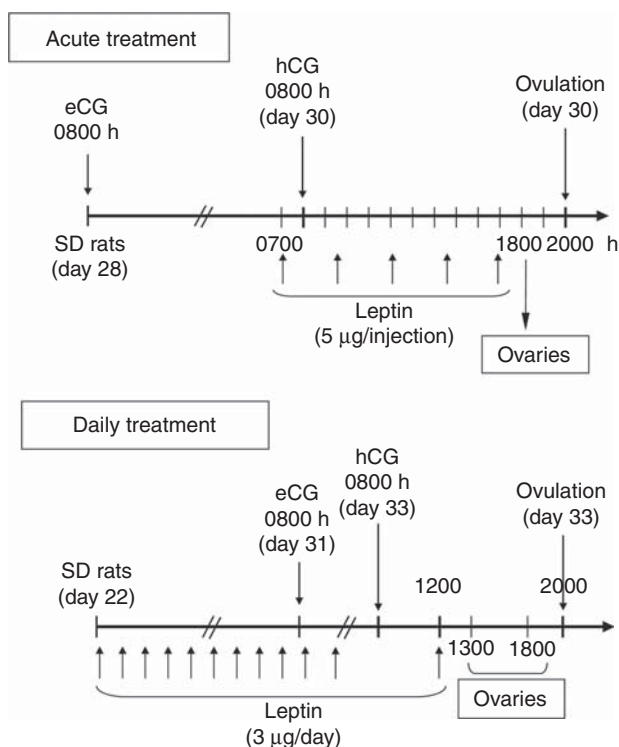 Acute treatment
hCG
0800 h
(day 30)
Ovulation
(day 30)
eCG
0800 h
SD rats
(day 28)
0700
1800 2000 h
Leptin
(5 μg/injection)
Ovaries
Daily treatment
hCG
0800 h
(day 33)
eCG
0800 h
(day 31)
Ovulation
(day 33)
SD rats
(day 22)
1200
2000
1300
1800
Ovaries
Leptin
(3 μg/day)